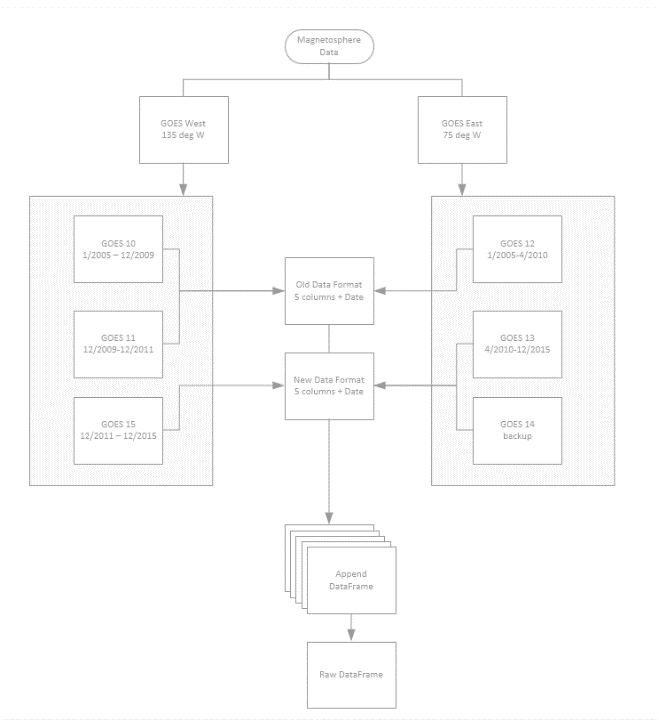 Magnetosphere
Data
GOES West
135 deg W
GOES East
75 deg W
GOES 10
1/2005 – 12/2009
GOES 12
1/2005-4/2010
Old Data Format
5 columns + Date
GOES 11
12/2009-12/2011
GOES 13
4/2010-12/2015
New Data Format
5 columns + Date
GOES 15
12/2011 – 12/2015
GOES 14
backup
Append
DataFrame
Raw DataFrame